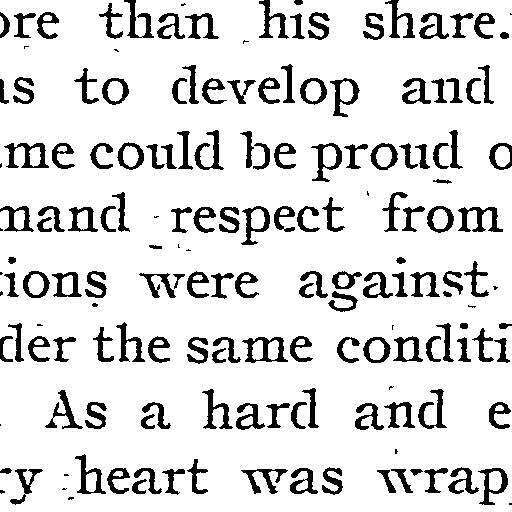 ore than his share.
as to develop and
ame could be proud o
mand respect from
tions were against
der the same conditi
. As a hard and e
ry heart was wrapp